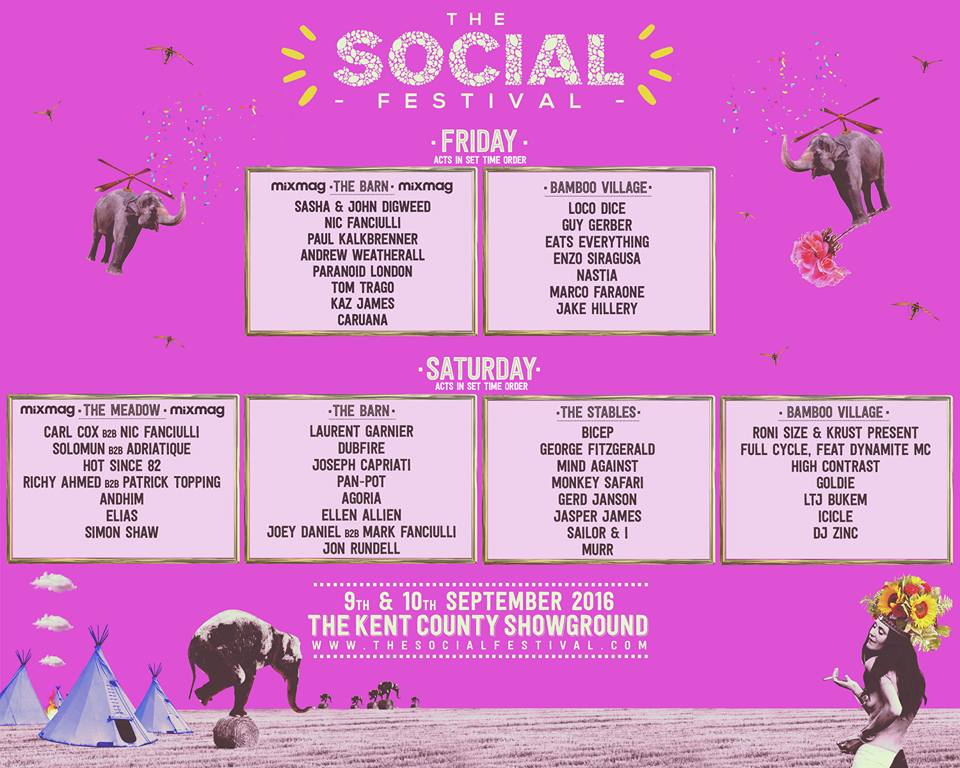 THE
SOCIAL
- FESTIVAL -
·FRIDAY·
ACTS IN SET TIME ORDER
mixmag ·THE BARN· mixmag
SASHA & JOHN DIGWEED
NIC FANCIULLI
PAUL KALKBRENNER
ANDREW WEATHERALL
PARANOID LONDON
TOM TRAGO
KAZ JAMES
CARUANA
·BAMBOO VILLAGE·
LOCO DICE
GUY GERBER
EATS EVERYTHING
ENZO SIRAGUSA
NASTIA
MARCO FARAONE
JAKE HILLERY
·SATURDAY·
ACTS IN SET TIME ORDER
mixmag ·THE MEADOW· mixmag
CARL COX B2B NIC FANCIULLI
SOLOMUN B2B ADRIATIQUE
HOT SINCE 82
RICHY AHMED B2B PATRICK TOPPING
ANDHIM
ELIAS
SIMON SHAW
·THE BARN·
LAURENT GARNIER
DUBFIRE
JOSEPH CAPRIATI
PAN-POT
AGORIA
ELLEN ALLIEN
JOEY DANIEL B2B MARK FANCIULLI
JON RUNDELL
·THE STABLES·
BICEP
GEORGE FITZGERALD
MIND AGAINST
MONKEY SAFARI
GERD JANSON
JASPER JAMES
SAILOR & I
MURR
·BAMBOO VILLAGE·
RONI SIZE & KRUST PRESENT
FULL CYCLE, FEAT DYNAMITE MC
HIGH CONTRAST
GOLDIE
LTJ BUKEM
ICICLE
DJ ZINC
9TH & 10TH SEPTEMBER 2016
THE KENT COUNTY SHOWGROUND
WWW.THESOCIALFESTIVAL.COM